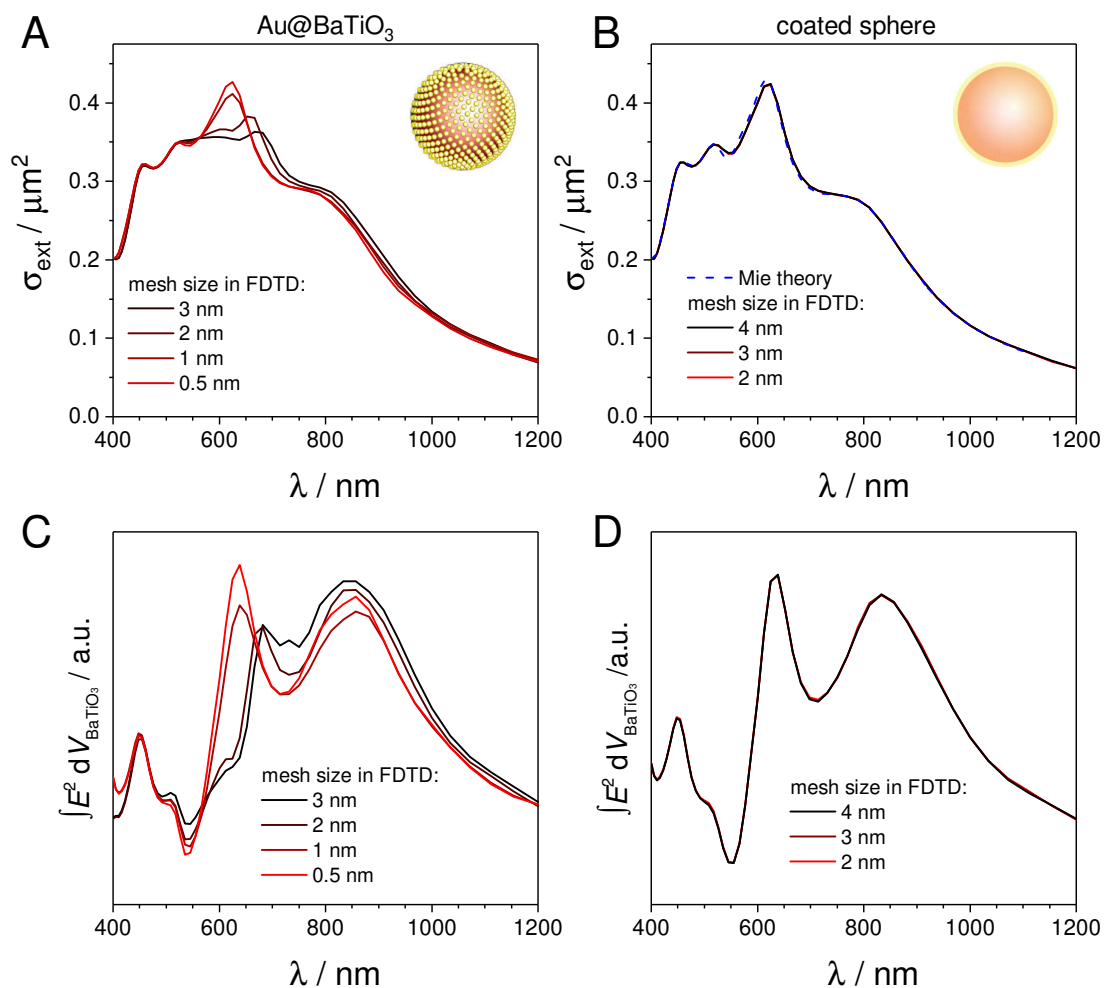 A
Au@BaTiO₃
σext / μm²
0.4
0.3
0.2
0.1
0.0
mesh size in FDTD:
3 nm
2 nm
1 nm
0.5 nm
400 600 800 1000 1200
λ / nm
B
coated sphere
σext / μm²
0.4
0.3
0.2
0.1
0.0
Mie theory
mesh size in FDTD:
4 nm
3 nm
2 nm
400 600 800 1000 1200
λ / nm
C
∫E² dV BaTiO₃ / a.u.
mesh size in FDTD:
3 nm
2 nm
1 nm
0.5 nm
400 600 800 1000 1200
λ / nm
D
∫E² dV BaTiO₃ /a.u.
mesh size in FDTD:
4 nm
3 nm
2 nm
400 600 800 1000 1200
λ / nm